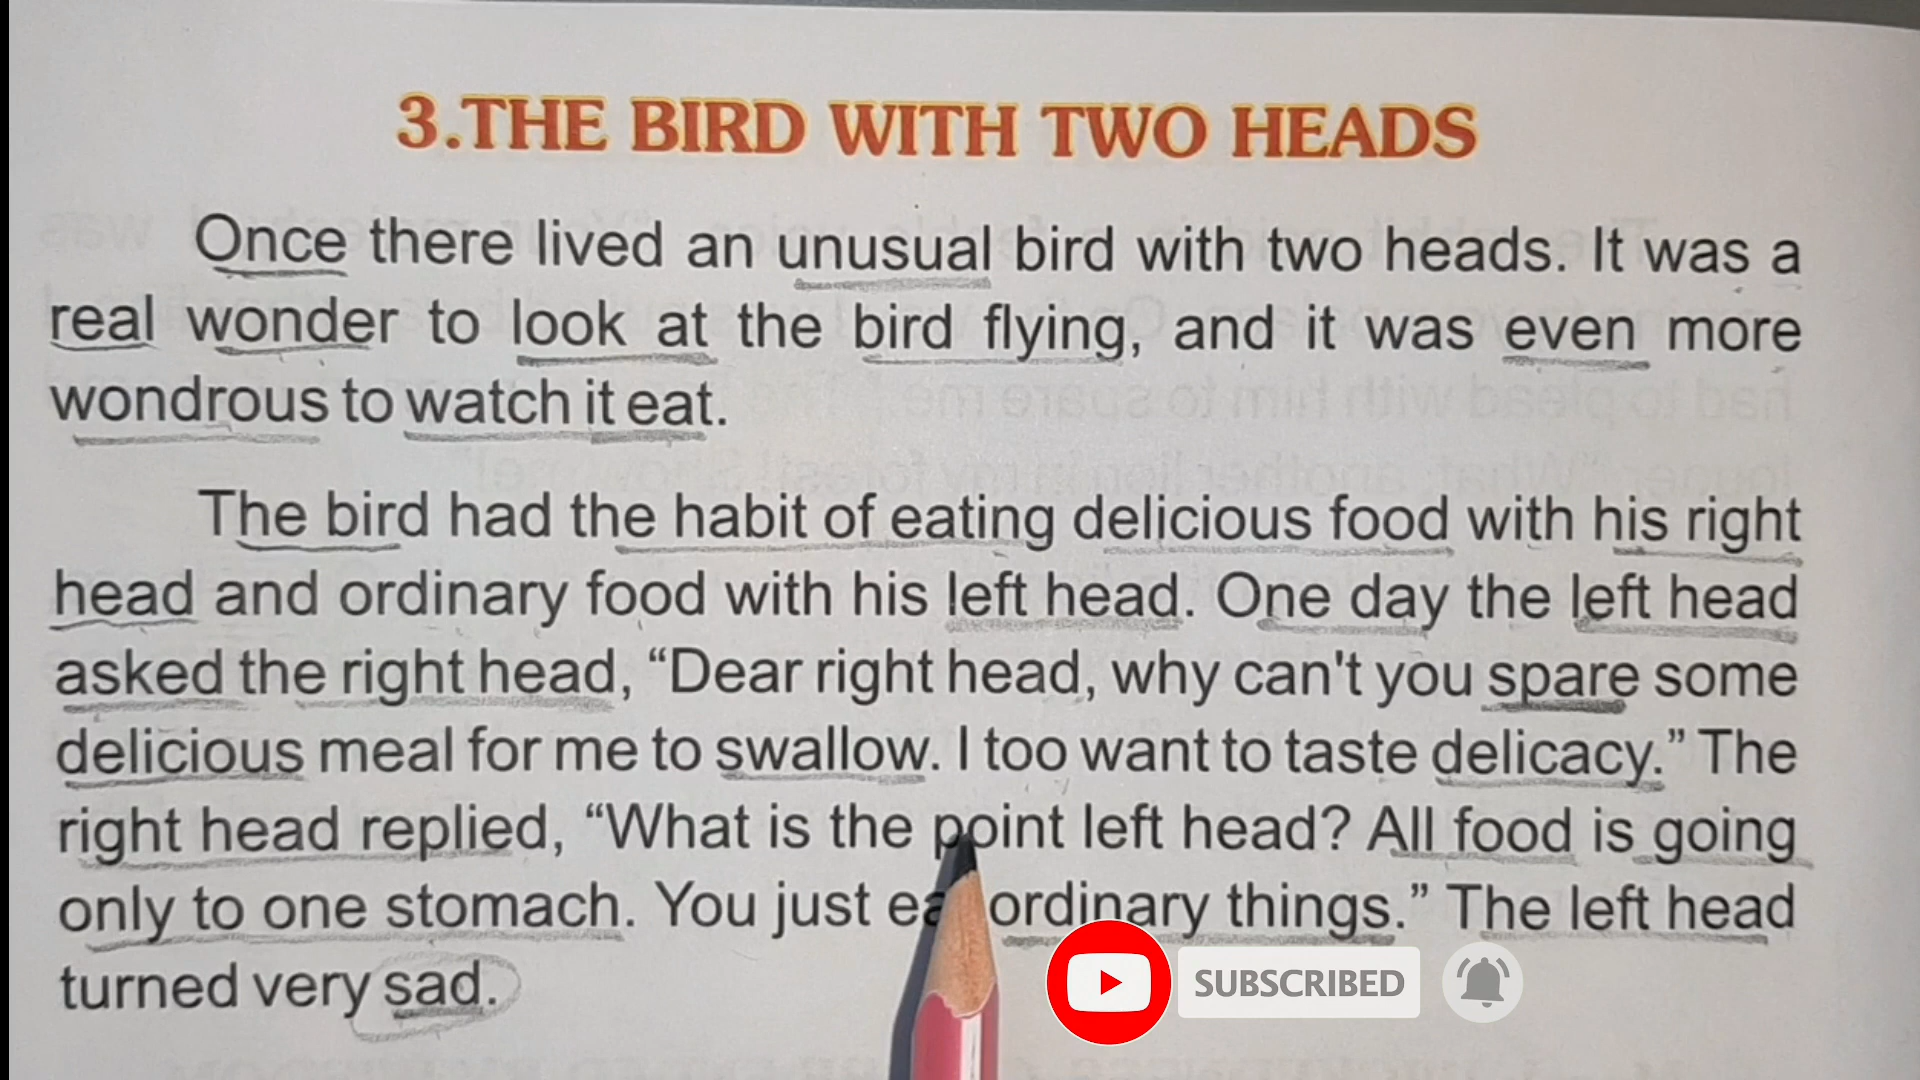 3.THE BIRD WITH TWO HEADS
Once there lived an unusual bird with two heads. It was a
real wonder to look at the bird flying, and it was even more
wondrous to watch it eat.
The bird had the habit of eating delicious food with his right
head and ordinary food with his left head. One day the left head
asked the right head, “Dear right head, why can't you spare some
delicious meal for me to swallow. I too want to taste delicacy.” The
right head replied, “What is the point left head? All food is going
only to one stomach. You just ordinary things.” The left head
turned very sad.
SUBSCRIBED